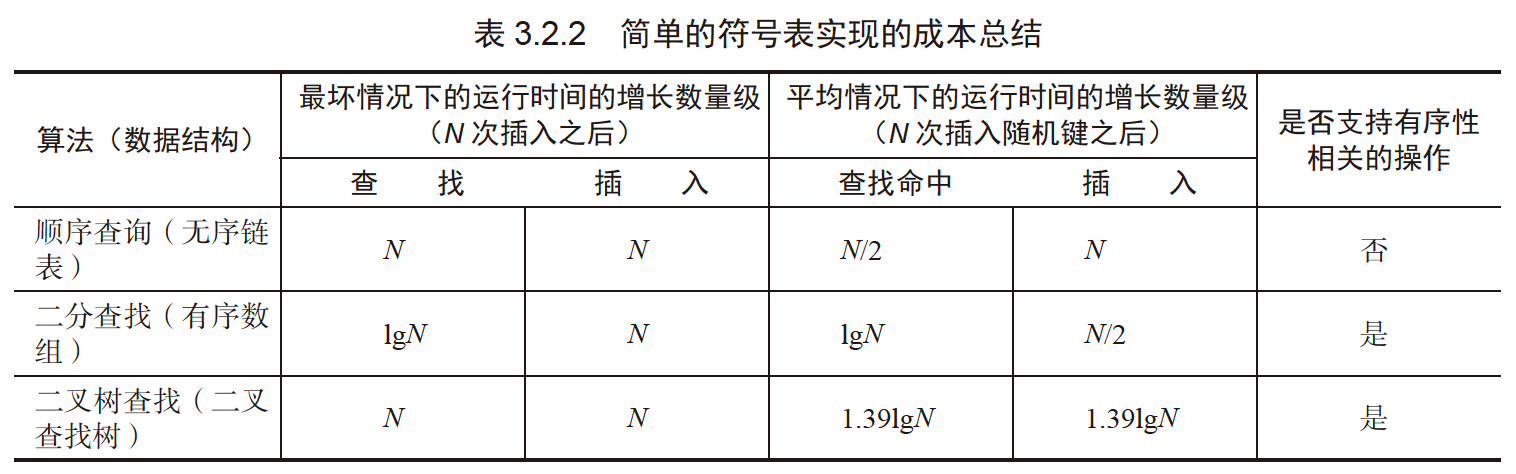 表 3.2.2 简单的符号表实现的成本总结
算法（数据结构）
最坏情况下的运行时间的增长数量级
（N 次插入之后）
平均情况下的运行时间的增长数量级
（N 次插入随机键之后）
是否支持有序性
相关的操作
查 找
插 入
查找命中
插 入
顺序查询（无序链
表）
N
N
N/2
N
否
二分查找（有序数
组）
lgN
N
lgN
N/2
是
二叉树查找（二叉
查找树）
N
N
1.39lgN
1.39lgN
是